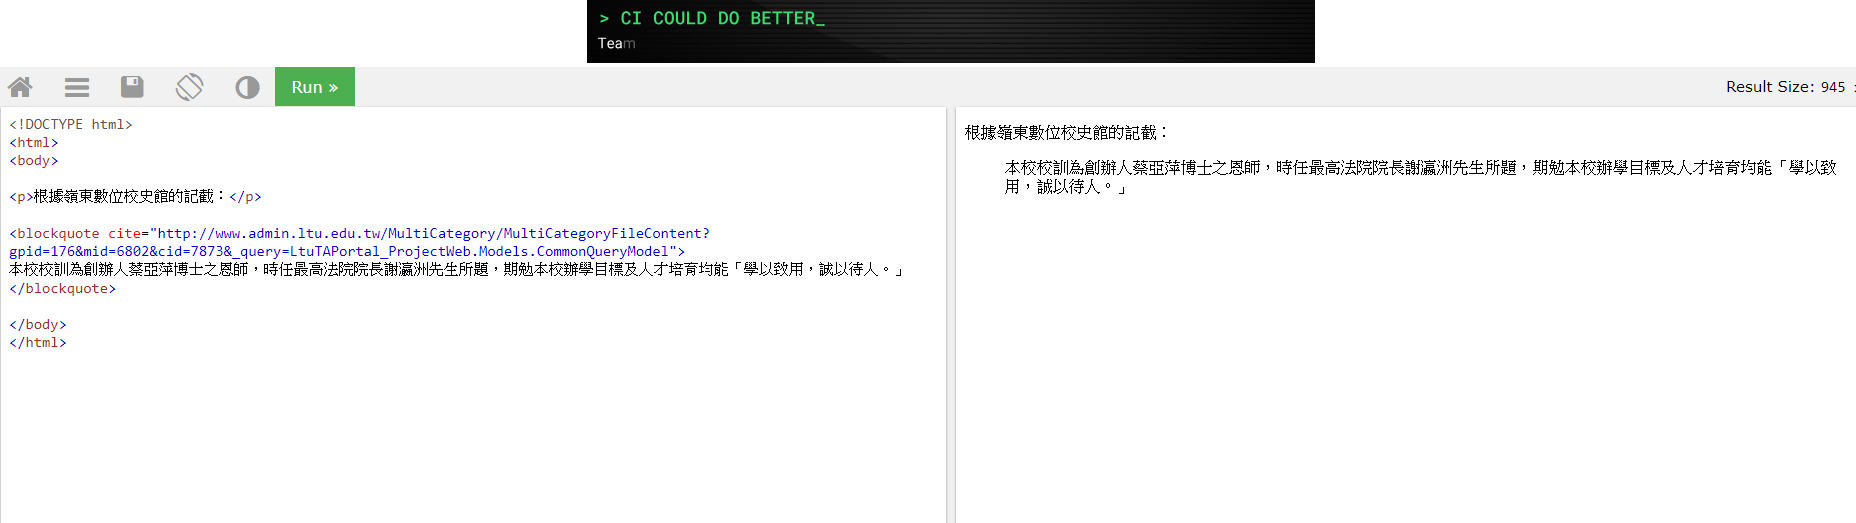 > CI COULD DO BETTER_
Team
Run »
Result Size: 945
<!DOCTYPE html>
<html>
<body>
<p>根據嶺東數位校史館的記載：</p>
<blockquote cite="http://www.admin.ltu.edu.tw/MultiCategory/MultiCategoryFileContent?
gpid=176&mid=6802&cid=7873&_query=LtuTAPortal_ProjectWeb.Models.CommonQueryModel">
本校校訓為創辦人蔡亞萍博士之恩師，時任最高法院院長謝瀛洲先生所題，期勉本校辦學目標及人才培育均能「學以致用，誠以待人。」
</blockquote>
</body>
</html>
根據嶺東數位校史館的記載：
本校校訓為創辦人蔡亞萍博士之恩師，時任最高法院院長謝瀛洲先生所題，期勉本校辦學目標及人才培育均能「學以致
用，誠以待人。」